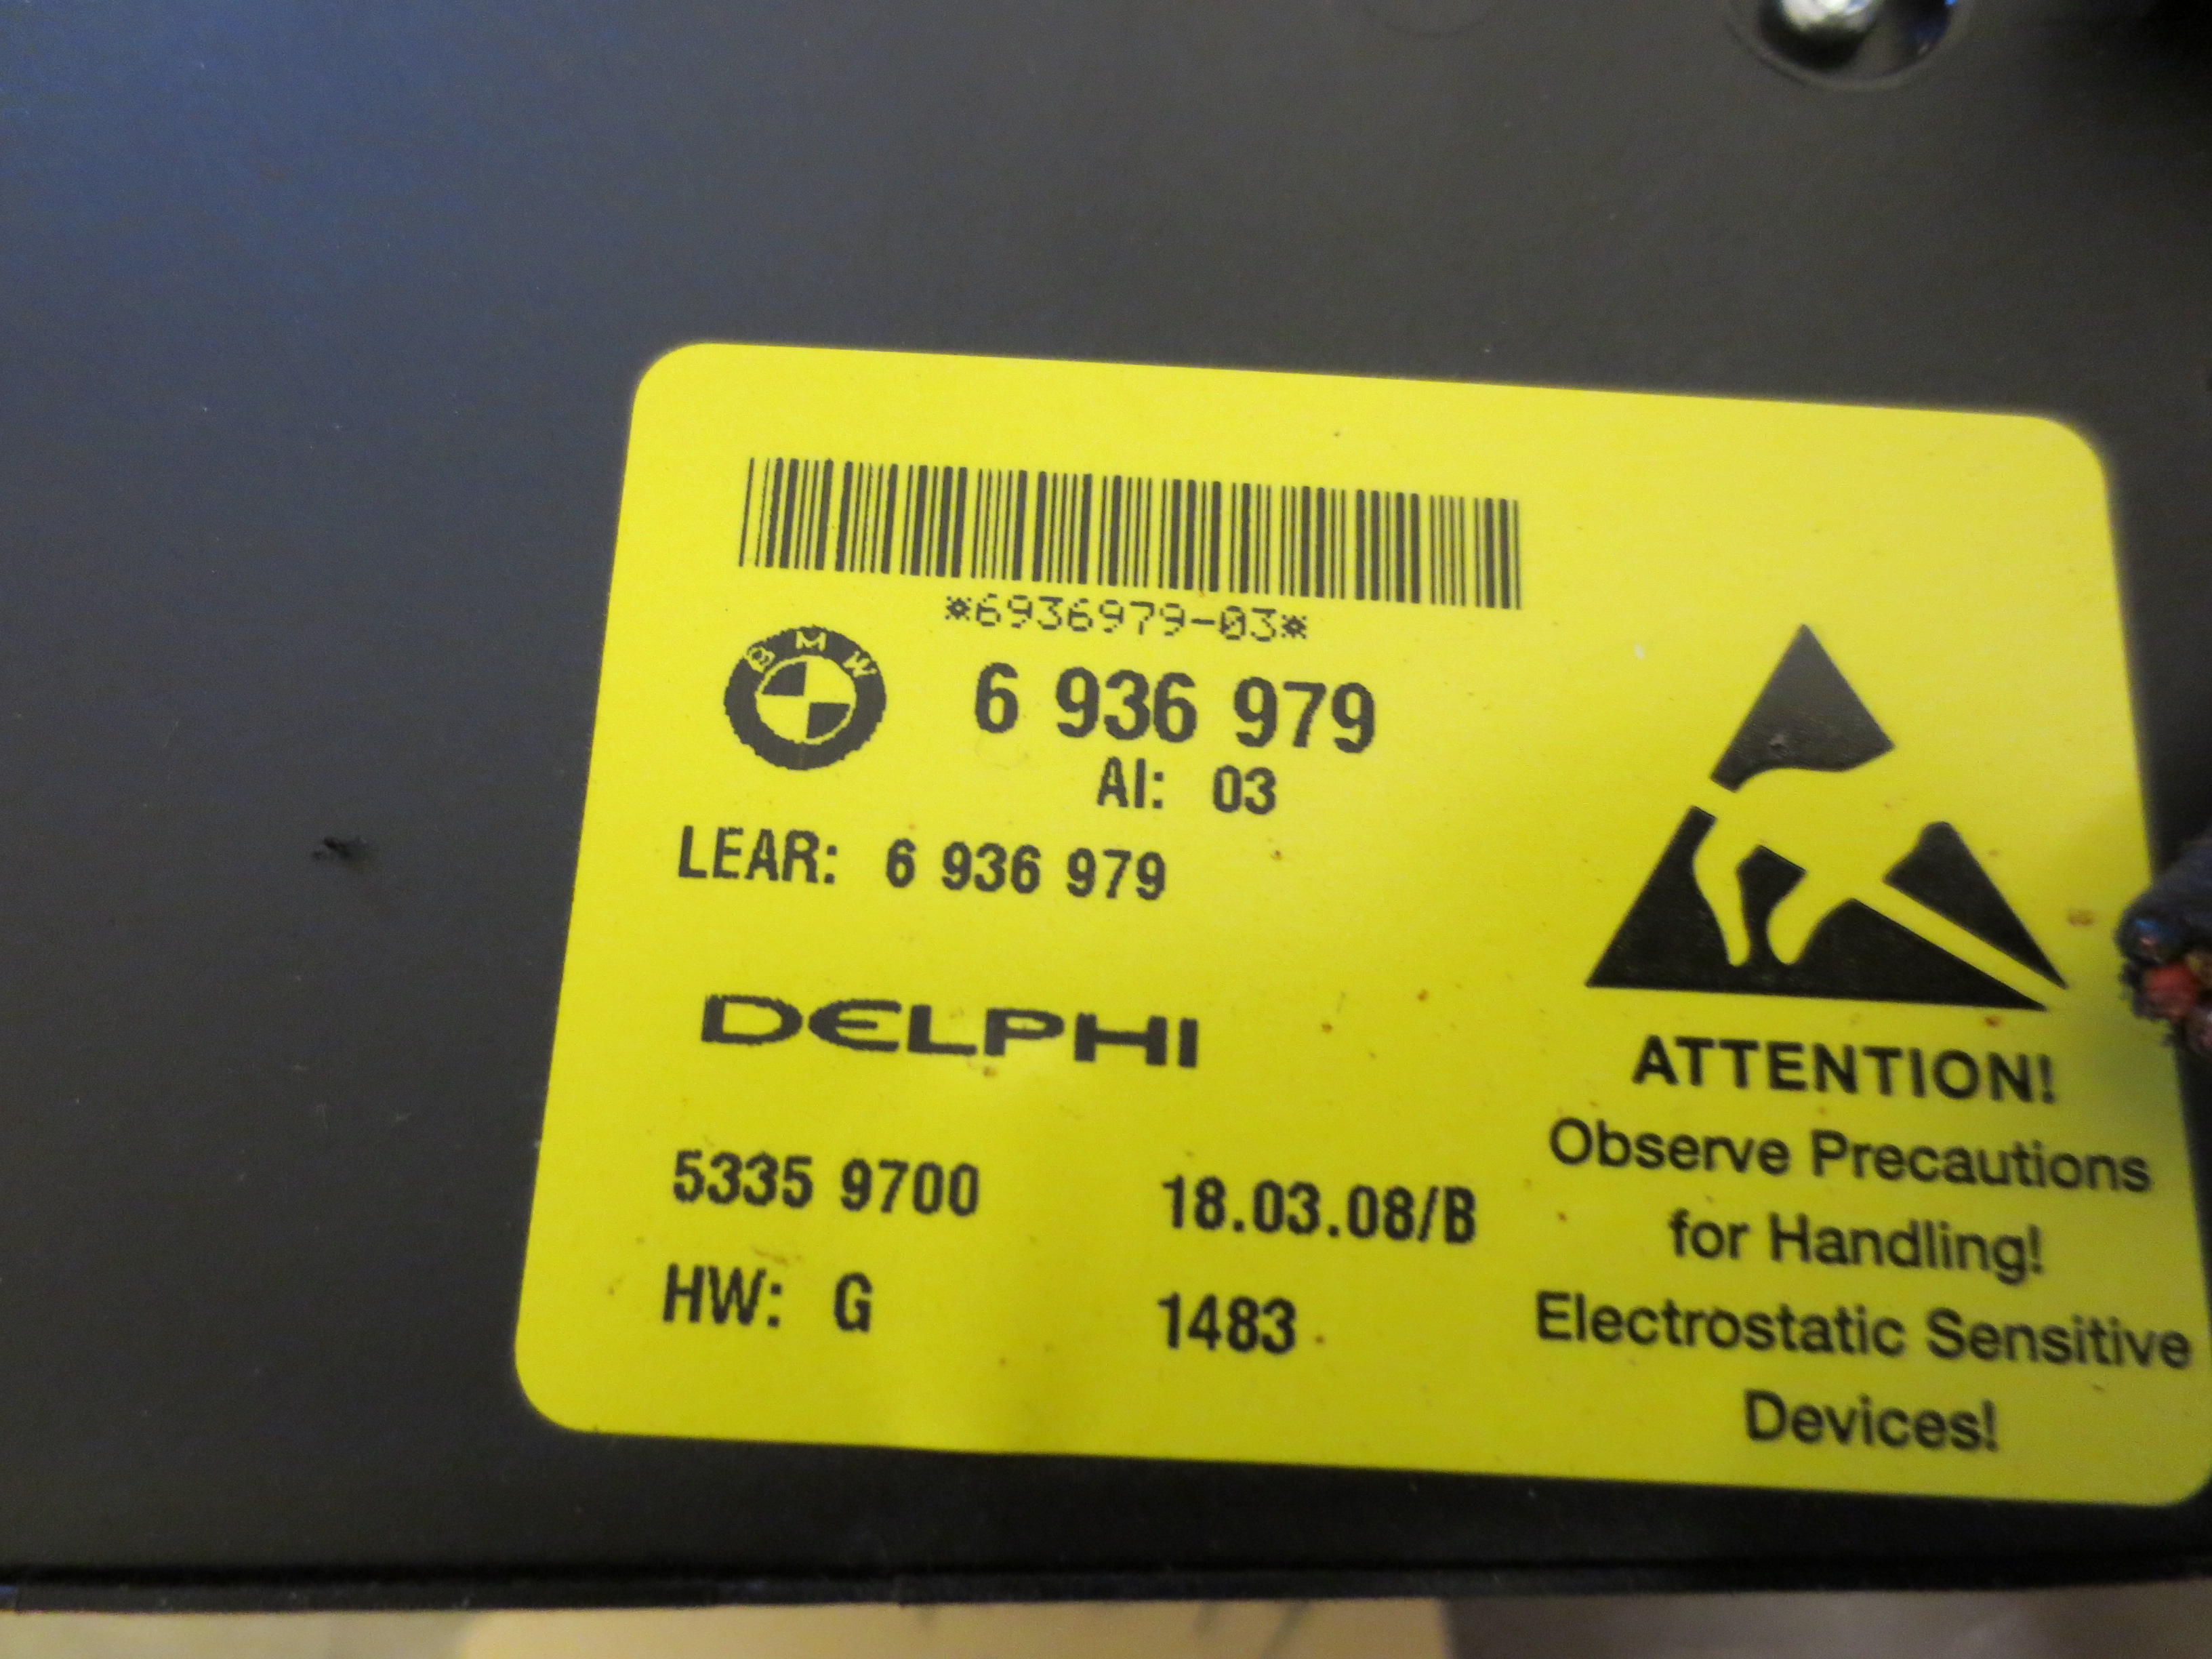 *6936979-03*
BMW
6 936 979
AI: 03
LEAR: 6 936 979
DELPHI
5335 9700 18.03.08/B
HW: G 1483
ATTENTION!
Observe Precautions
for Handling!
Electrostatic Sensitive
Devices!